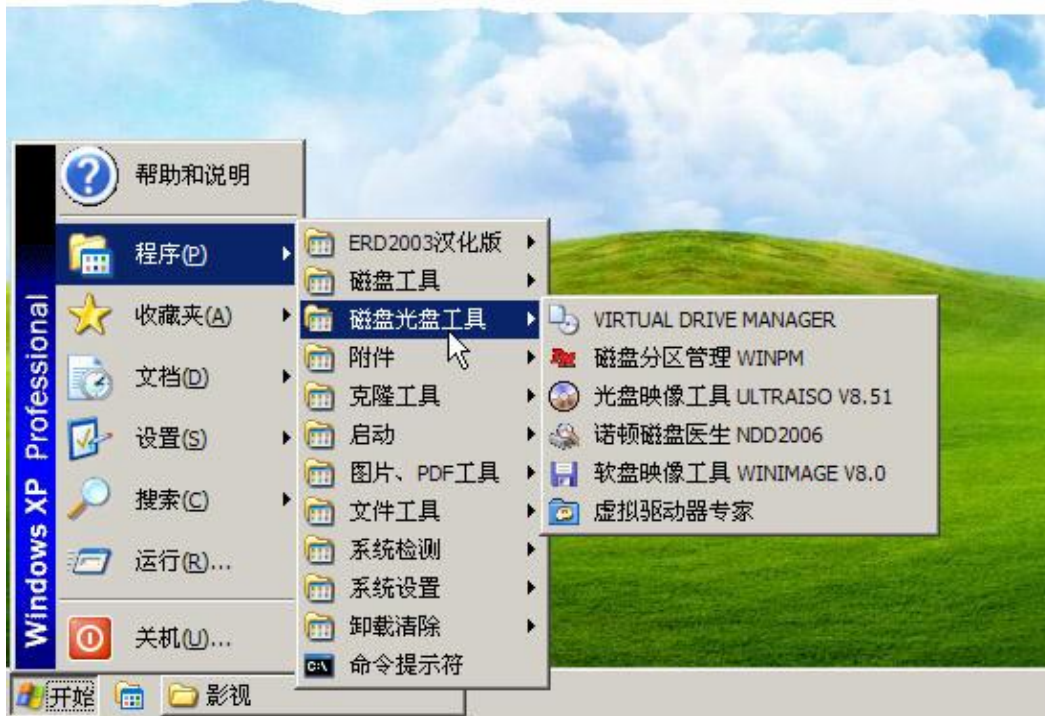 帮助和说明
程序(P)
收藏夹(A)
文档(D)
设置(S)
搜索(C)
运行(R)...
关机(U)...
Windows XP Professional
ERD2003汉化版
磁盘工具
磁盘光盘工具
附件
克隆工具
启动
图片、PDF工具
文件工具
系统检测
系统设置
卸载清除
C:\
命令提示符
VIRTUAL DRIVE MANAGER
磁盘分区管理 WINPM
光盘映像工具 ULTRAISO V8.51
诺顿磁盘医生 NDD2006
软盘映像工具 WINIMAGE V8.0
虚拟驱动器专家
开始
影视